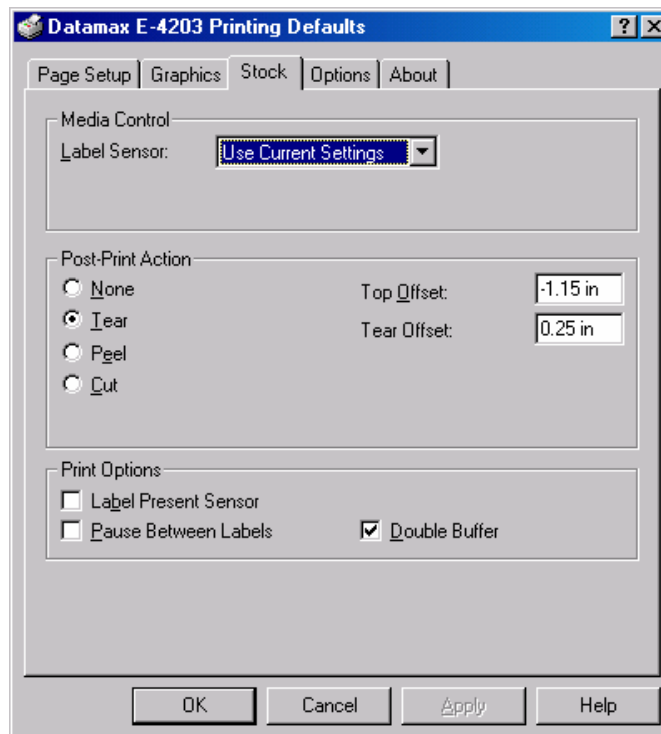 Datamax E-4203 Printing Defaults
Page Setup Graphics Stock Options About
Media Control
Label Sensor: Use Current Settings
Post-Print Action
None Top Offset: -1.15 in
Tear Tear Offset: 0.25 in
Peel
Cut
Print Options
Label Present Sensor
Pause Between Labels Double Buffer
OK Cancel Apply Help